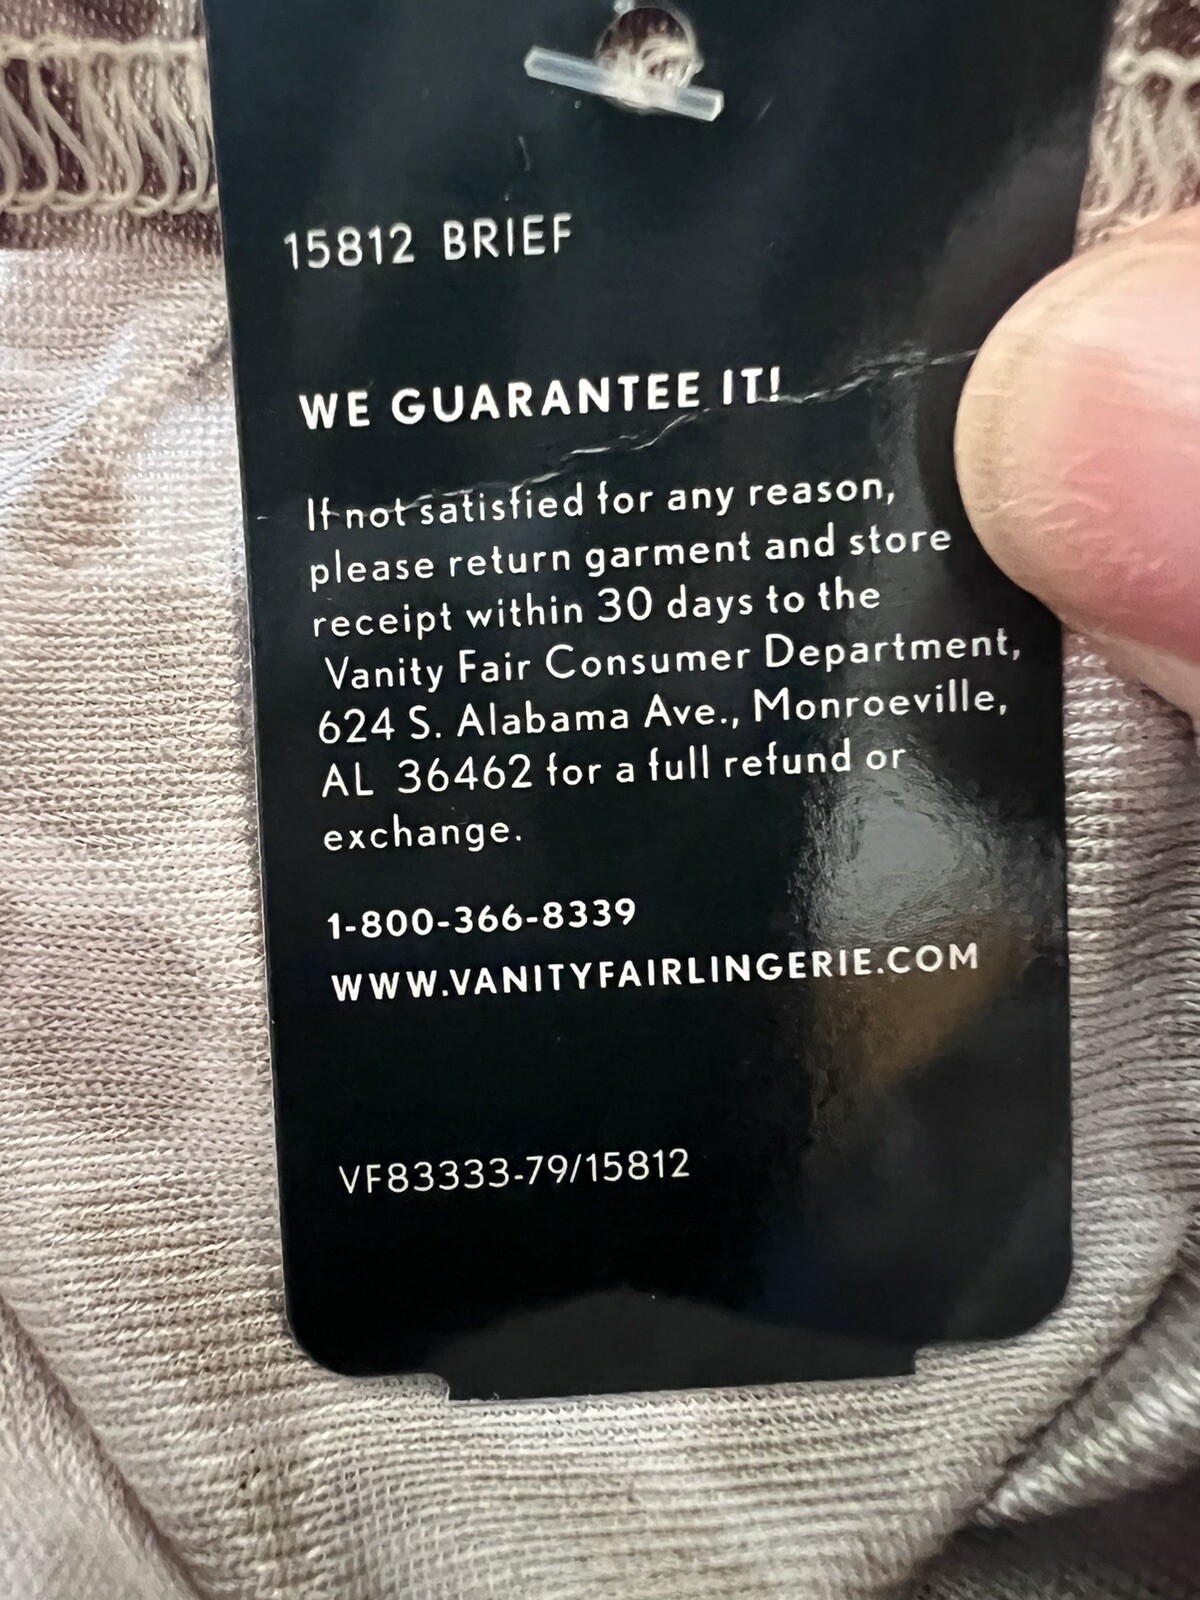 15812 BRIEF
WE GUARANTEE IT!
If not satisfied for any reason,
please return garment and store
receipt within 30 days to the
Vanity Fair Consumer Department,
624 S. Alabama Ave., Monroeville,
AL 36462 for a full refund or
exchange.
1-800-366-8339
WWW.VANITYFAIRLINGERIE.COM
VF83333-79/15812